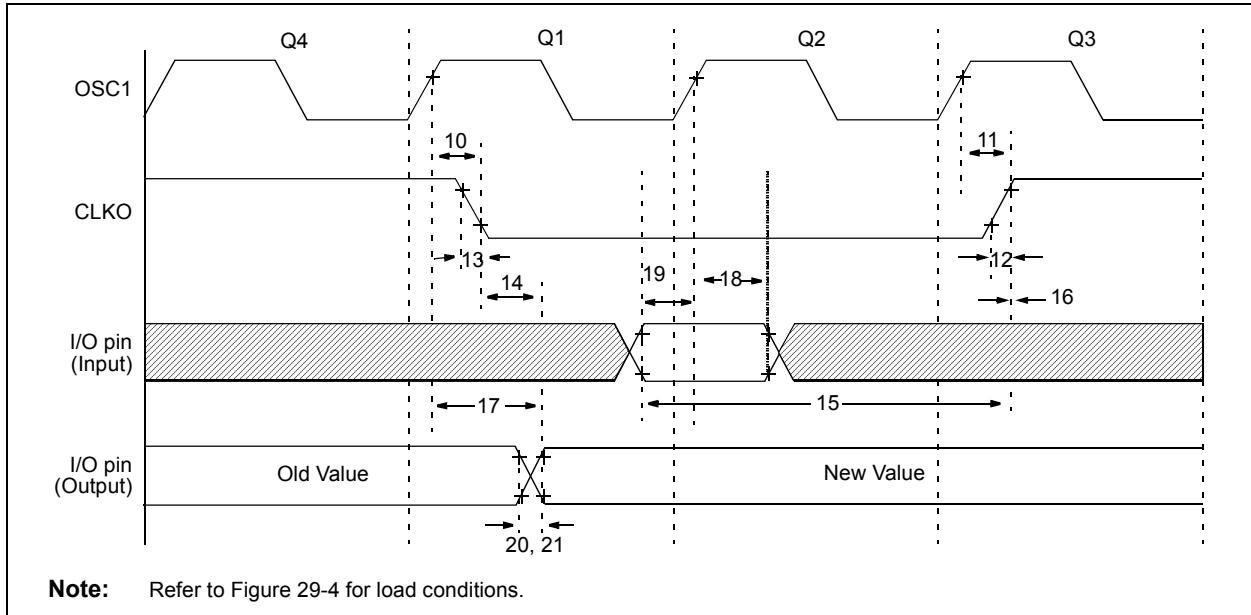 Q4 Q1 Q2 Q3
OSC1
10 11
CLKO
13 14 19 18 12
16
I/O pin
(Input)
17 15
I/O pin
(Output)
Old Value New Value
20, 21
Note: Refer to Figure 29-4 for load conditions.